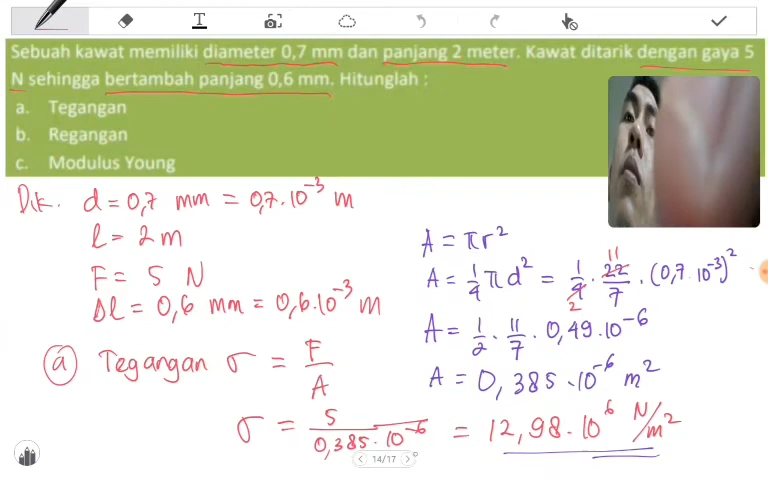 T
Sebuah kawat memiliki diameter 0,7 mm dan panjang 2 meter. Kawat ditarik dengan gaya 5
N sehingga bertambah panjang 0,6 mm. Hitunglah :
a. Tegangan
b. Regangan
c. Modulus Young
Dik. d = 0,7 mm = 0,7.10⁻³ m
l = 2 m
F = 5 N
Δl = 0,6 mm = 0,6.10⁻³ m
A = πr²
A = 1/4 πd² = 1/4 2 . 22/7 11 . (0,7 . 10⁻³)²
A = 1/2 . 11/7 . 0,49.10⁻⁶
A = 0,385 .10⁻⁶ m²
a Tegangan σ = F/A
σ = 5/0,385.10⁻⁶ = 12,98.10⁶ N/m²
14/17